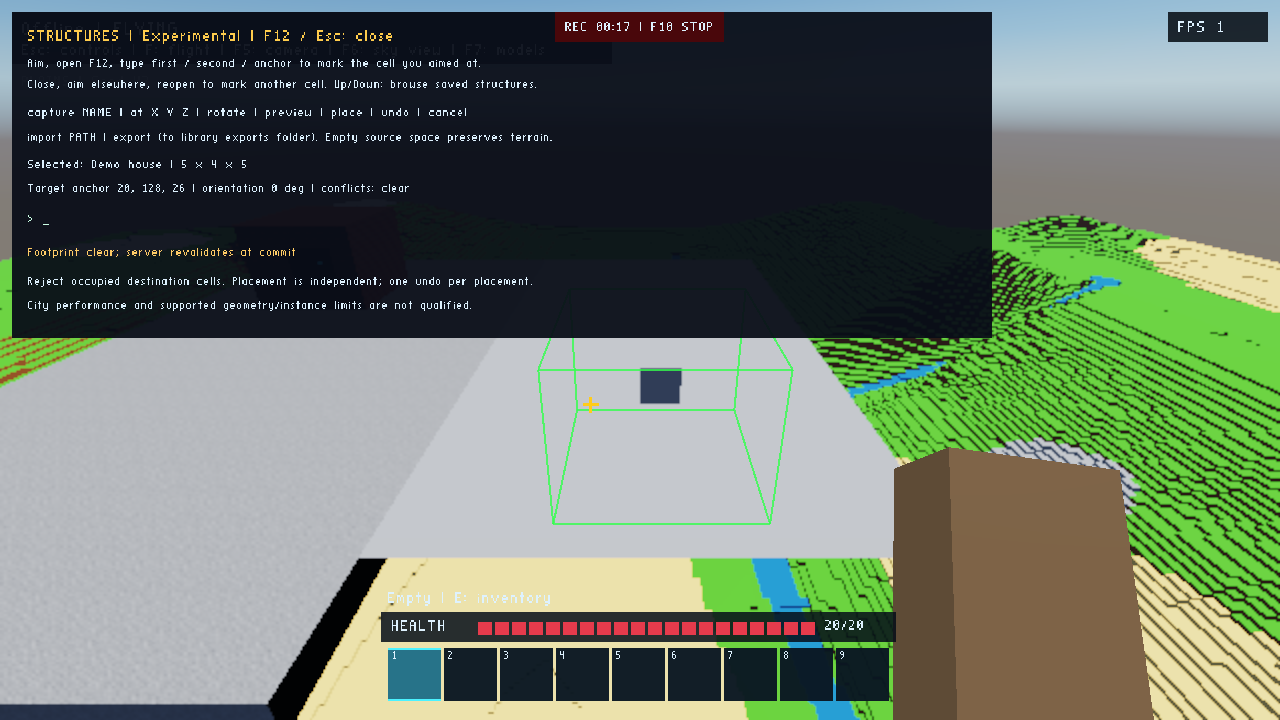 REC 00:17 | F10 STOP
FPS 1
STRUCTURES | Experimental | F12 / Esc: close
Aim, open F12, type first / second / anchor to mark the cell you aimed at.
Close, aim elsewhere, reopen to mark another cell. Up/Down: browse saved structures.
capture NAME | at X Y Z | rotate | preview | place | undo | cancel
import PATH | export (to library exports folder). Empty source space preserves terrain.
Selected: Demo house | 5 x 4 x 5
Target anchor 20, 128, 26 | orientation 0 deg | conflicts: clear
> _
Footprint clear; server revalidates at commit
Reject occupied destination cells. Placement is independent; one undo per placement.
City performance and supported geometry/instance limits are not qualified.
Empty | E: inventory
HEALTH 20/20
1 2 3 4 5 6 7 8 9